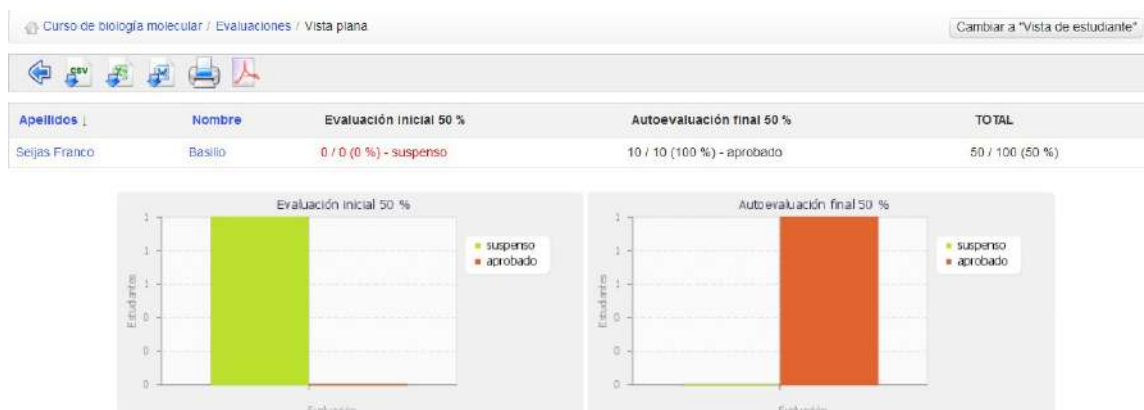 Curso de biología molecular / Evaluaciones / Vista plana
Cambiar a "Vista de estudiante"
CSV
Apellidos ↓ Nombre Evaluación inicial 50 % Autoevaluación final 50 % TOTAL
Seijas Franco Basilio 0 / 0 (0 %) - suspenso 10 / 10 (100 %) - aprobado 50 / 100 (50 %)
Evaluación inicial 50 %
1
1
1
0
0
0
Estudiantes
suspenso
aprobado
Evaluación
Autoevaluación final 50 %
1
1
1
0
0
0
Estudiantes
suspenso
aprobado
Evaluación